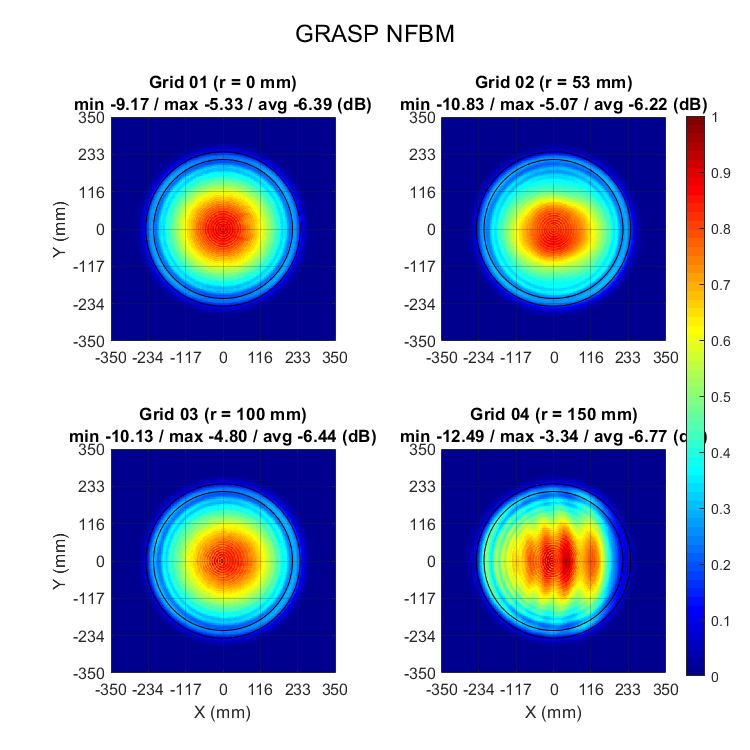 GRASP NFBM
Grid 01 (r = 0 mm)
min -9.17 / max -5.33 / avg -6.39 (dB)
350
233
116
0
-117
-234
-350
Y (mm)
-350 -234 -117 0 116 233 350
Grid 02 (r = 53 mm)
min -10.83 / max -5.07 / avg -6.22 (dB)
350
233
116
0
-117
-234
-350
-350 -234 -117 0 116 233 350
Grid 03 (r = 100 mm)
min -10.13 / max -4.80 / avg -6.44 (dB)
350
233
116
0
-117
-234
-350
Y (mm)
-350 -234 -117 0 116 233 350
X (mm)
Grid 04 (r = 150 mm)
min -12.49 / max -3.34 / avg -6.77 (dB)
350
233
116
0
-117
-234
-350
-350 -234 -117 0 116 233 350
X (mm)
1
0.9
0.8
0.7
0.6
0.5
0.4
0.3
0.2
0.1
0